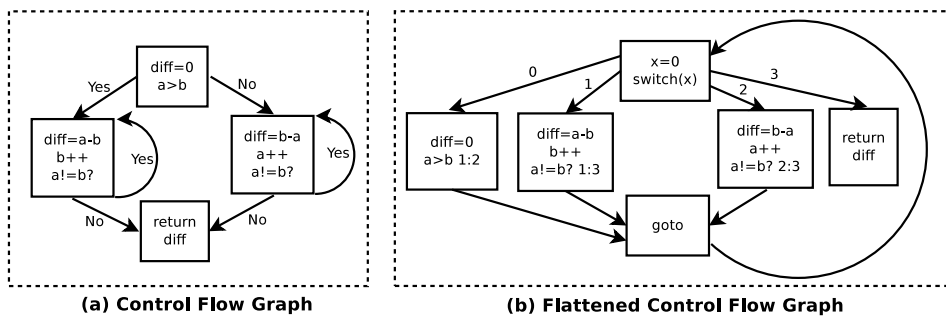 diff=0
a>b
Yes
No
diff=a-b
b++
a!=b?
Yes
diff=b-a
a++
a!=b?
Yes
No
No
return
diff
(a) Control Flow Graph
x=0
switch(x)
0
1
2
3
diff=0
a>b 1:2
diff=a-b
b++
a!=b? 1:3
diff=b-a
a++
a!=b? 2:3
return
diff
goto
(b) Flattened Control Flow Graph